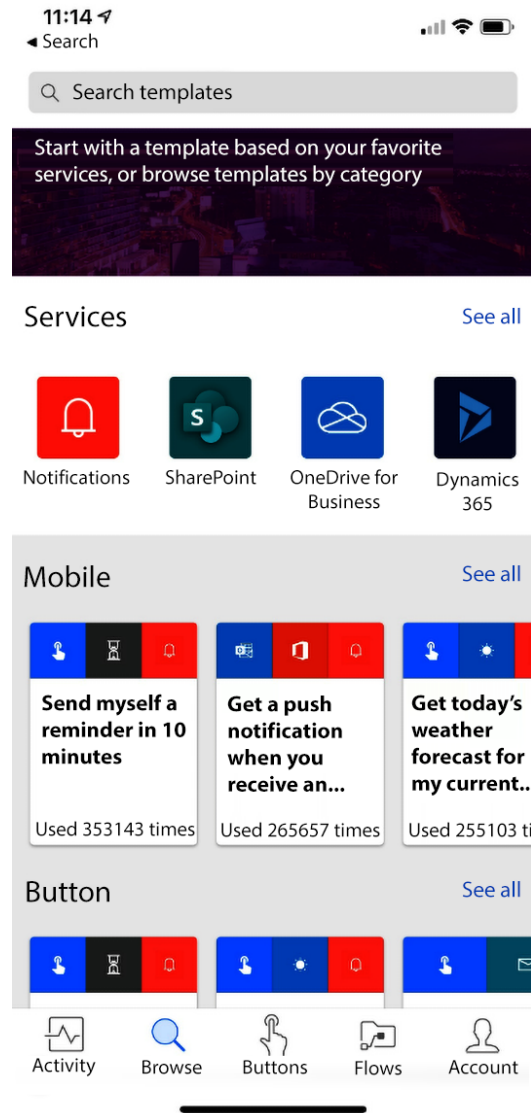 11:14
Search
Search templates
Start with a template based on your favorite
services, or browse templates by category
Services
See all
S
Notifications
SharePoint
OneDrive for
Business
Dynamics
365
Mobile
See all
Send myself a
reminder in 10
minutes
Used 353143 times
Get a push
notification
when you
receive an...
Used 265657 times
Get today's
weather
forecast for
my current..
Used 255103 ti
Button
See all
Activity
Browse
Buttons
Flows
Account